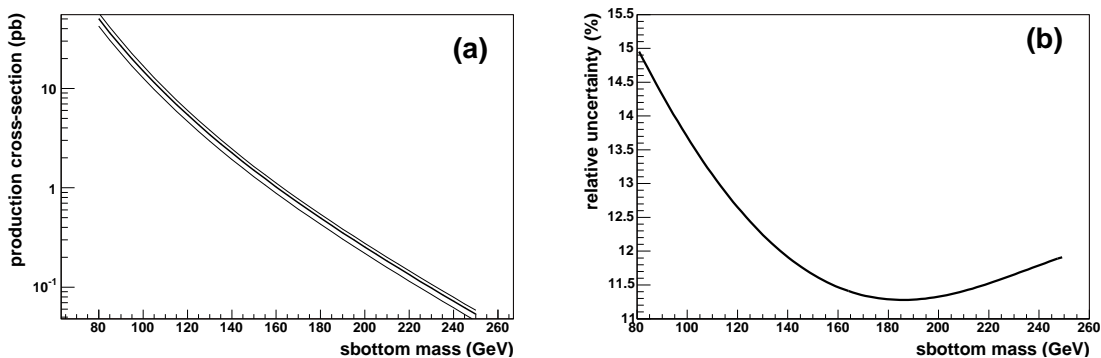 production cross-section (pb)
10
1
10⁻¹
(a)
80 100 120 140 160 180 200 220 240 260
sbottom mass (GeV)
relative uncertainty (%)
15.5
15
14.5
14
13.5
13
12.5
12
11.5
11
(b)
80 100 120 140 160 180 200 220 240 260
sbottom mass (GeV)